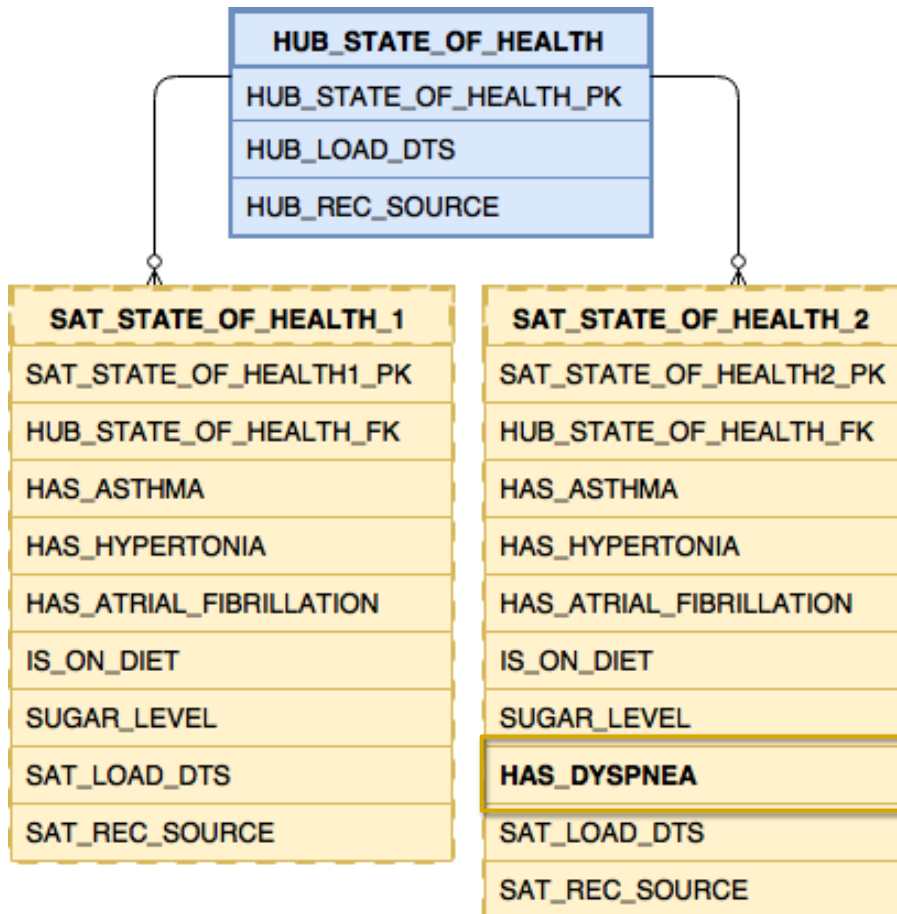 HUB_STATE_OF_HEALTH
HUB_STATE_OF_HEALTH_PK
HUB_LOAD_DTS
HUB_REC_SOURCE
SAT_STATE_OF_HEALTH_1
SAT_STATE_OF_HEALTH1_PK
HUB_STATE_OF_HEALTH_FK
HAS_ASTHMA
HAS_HYPERTONIA
HAS_ATRIAL_FIBRILLATION
IS_ON_DIET
SUGAR_LEVEL
SAT_LOAD_DTS
SAT_REC_SOURCE
SAT_STATE_OF_HEALTH_2
SAT_STATE_OF_HEALTH2_PK
HUB_STATE_OF_HEALTH_FK
HAS_ASTHMA
HAS_HYPERTONIA
HAS_ATRIAL_FIBRILLATION
IS_ON_DIET
SUGAR_LEVEL
HAS_DYSPNEA
SAT_LOAD_DTS
SAT_REC_SOURCE